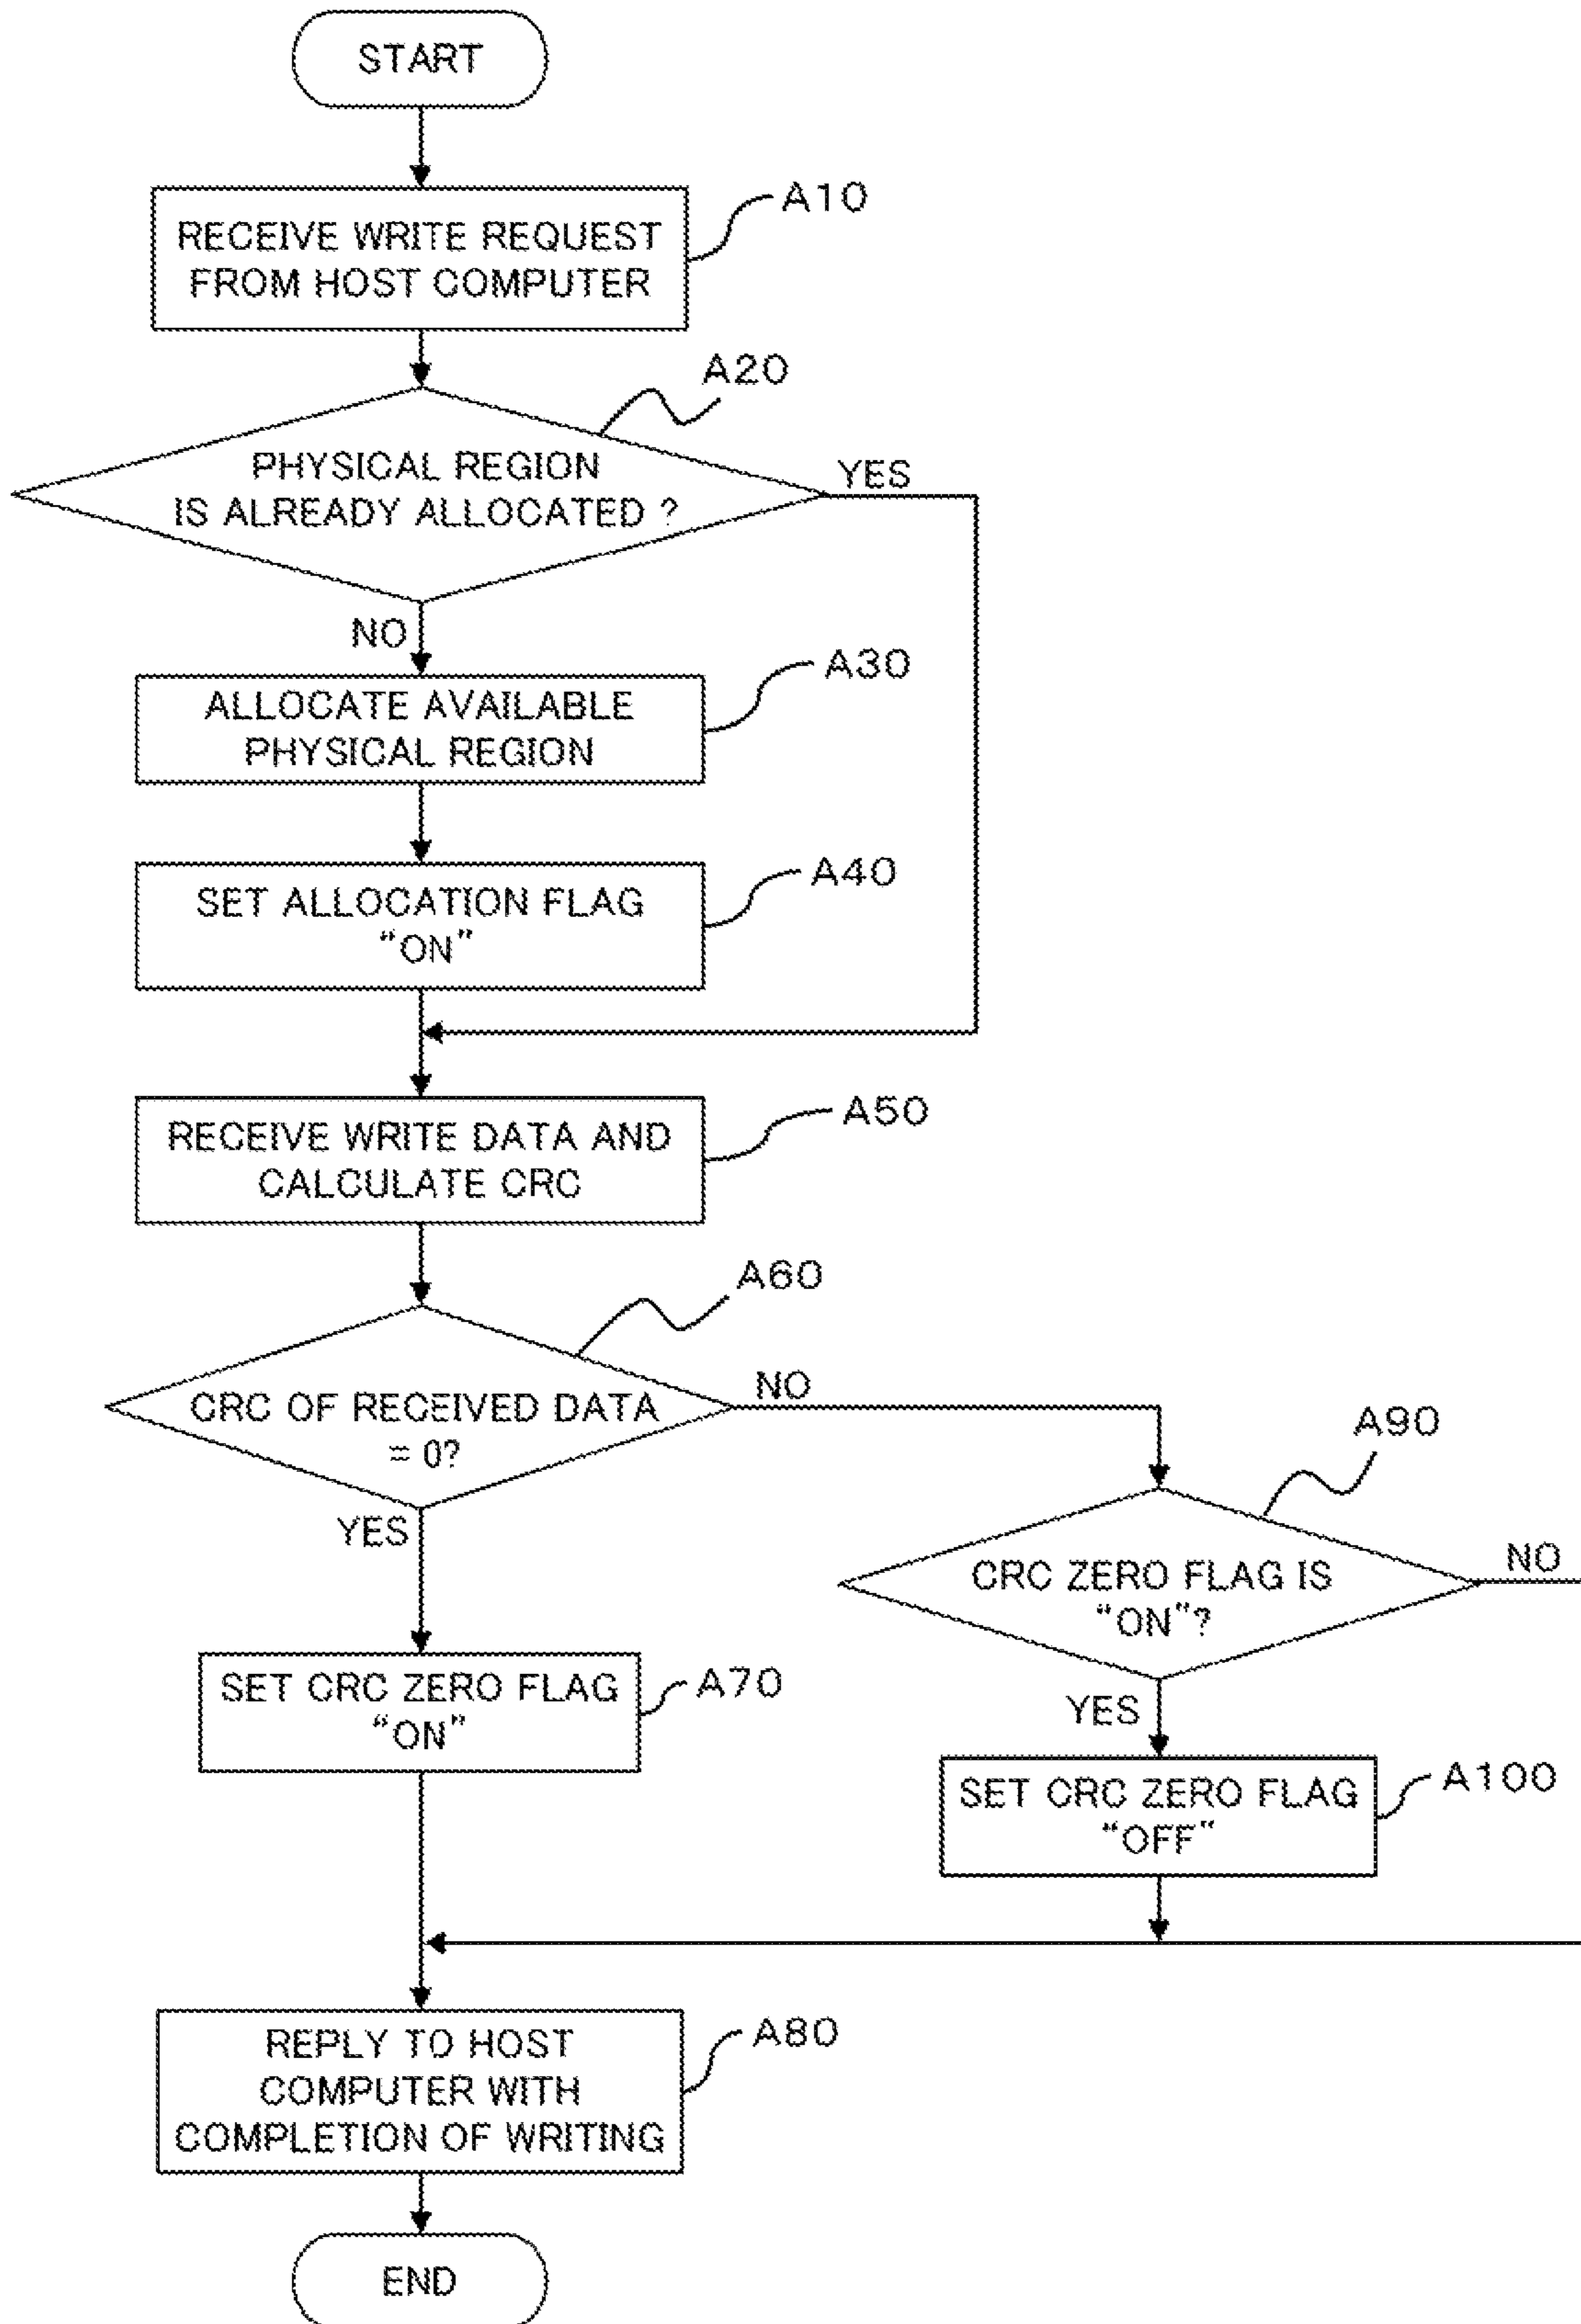 START
A10
RECEIVE WRITE REQUEST
FROM HOST COMPUTER
A20
PHYSICAL REGION
IS ALREADY ALLOCATED ?
YES
NO
A30
ALLOCATE AVAILABLE
PHYSICAL REGION
A40
SET ALLOCATION FLAG
“ON”
A50
RECEIVE WRITE DATA AND
CALCULATE CRC
A60
CRC OF RECEIVED DATA
= 0?
NO
YES
A90
CRC ZERO FLAG IS
“ON“?
NO
YES
A70
SET CRC ZERO FLAG
“ON”
A100
SET CRC ZERO FLAG
“OFF“
A80
REPLY TO HOST
COMPUTER WITH
COMPLETION OF WRITING
END